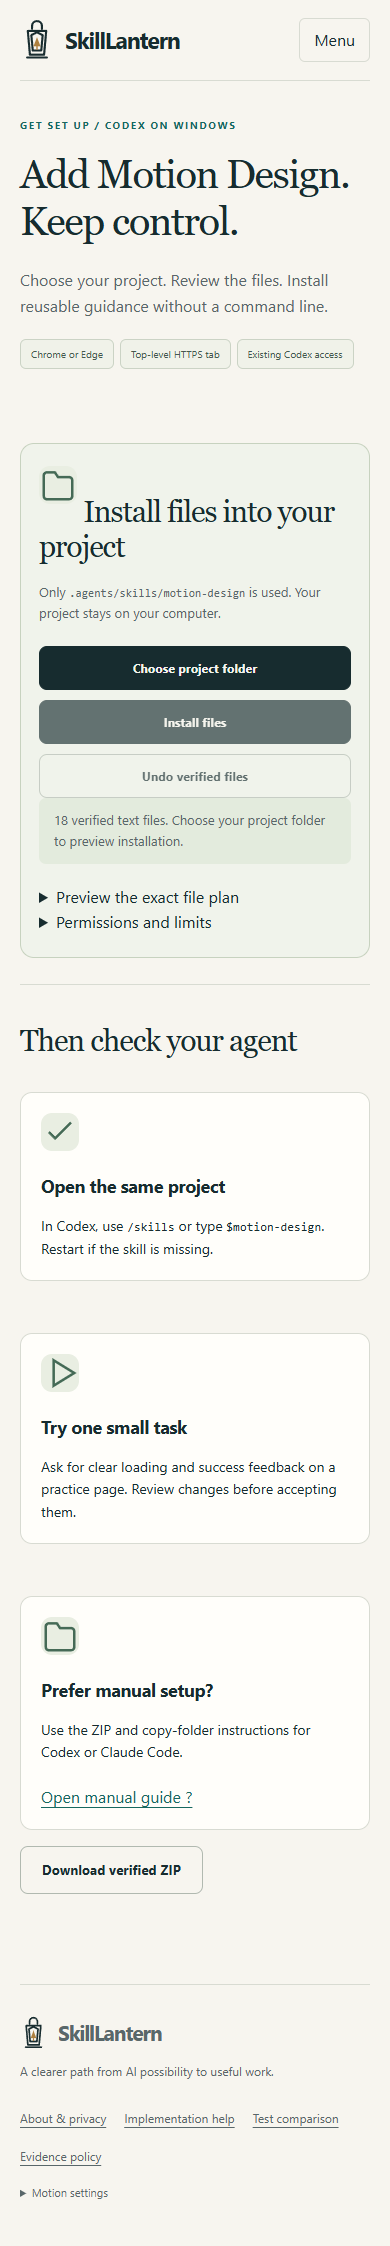 SkillLantern
Menu
GET SET UP / CODEX ON WINDOWS
Add Motion Design.
Keep control.
Choose your project. Review the files. Install
reusable guidance without a command line.
Chrome or Edge
Top-level HTTPS tab
Existing Codex access
Install files into your
project
Only .agents/skills/motion-design is used. Your
project stays on your computer.
Choose project folder
Install files
Undo verified files
18 verified text files. Choose your project folder
to preview installation.
Preview the exact file plan
Permissions and limits
Then check your agent
Open the same project
In Codex, use /skills or type $motion-design.
Restart if the skill is missing.
Try one small task
Ask for clear loading and success feedback on a
practice page. Review changes before accepting
them.
Prefer manual setup?
Use the ZIP and copy-folder instructions for
Codex or Claude Code.
Open manual guide ?
Download verified ZIP
SkillLantern
A clearer path from AI possibility to useful work.
About & privacy Implementation help Test comparison
Evidence policy
Motion settings